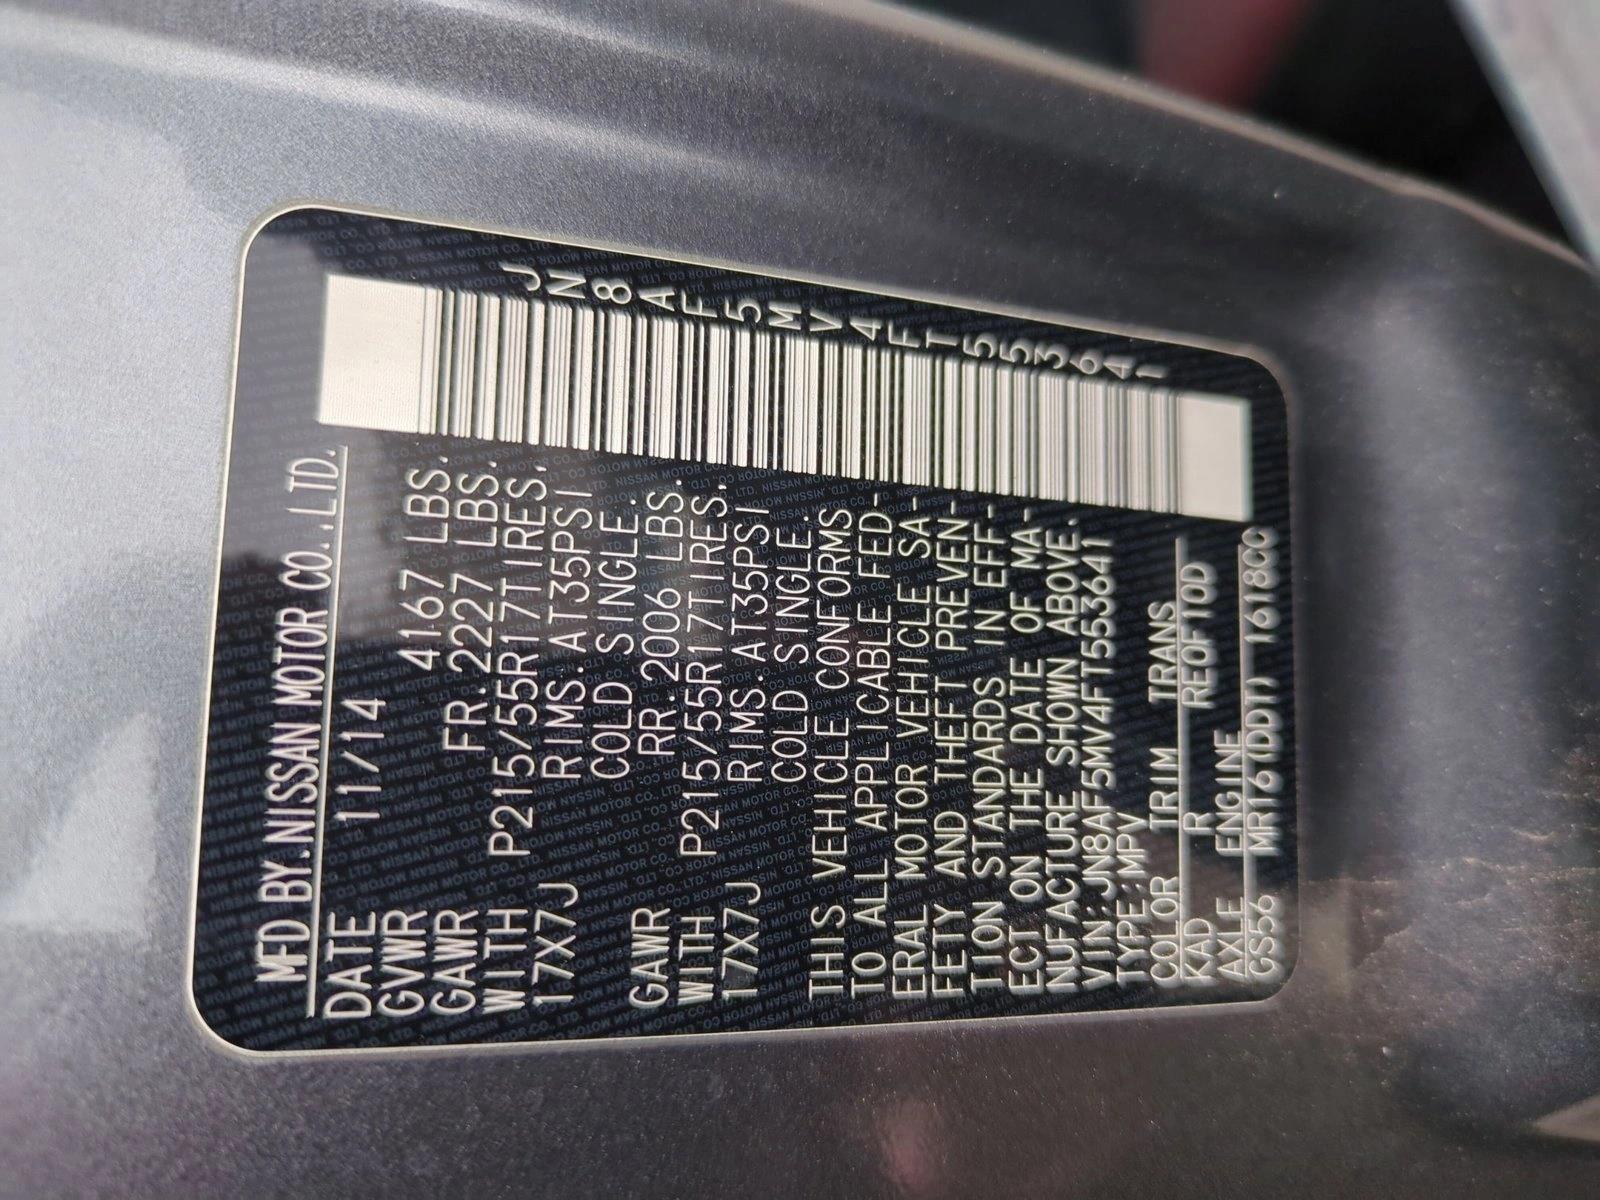 MFD BY.NISSAN MOTOR CO.,LTD.
DATE 11/14
GVWR 4167 LBS.
GAWR FR.2227 LBS.
WITH P215/55R17TIRES,
17X7J RIMS.AT35PSI
COLD SINGLE.
GAWR RR.2006 LBS.
WITH P215/55R17TIRES,
17X7J RIMS.AT35PSI
COLD SINGLE.
THIS VEHICLE CONFORMS
TO ALL APPLICABLE FED-
ERAL MOTOR VEHICLE SA-
FETY AND THEFT PREVEN-
TION STANDARDS IN EFF-
ECT ON THE DATE OF MA-
NUFACTURE SHOWN ABOVE.
VIN:JN8AF5MV4FT553641
TYPE:MPV
COLOR TRIM TRANS
KAD R RE0F10D
AXLE ENGINE
GS56 MR16(DDT) 1618CC
JN8AF5MV4FT553641